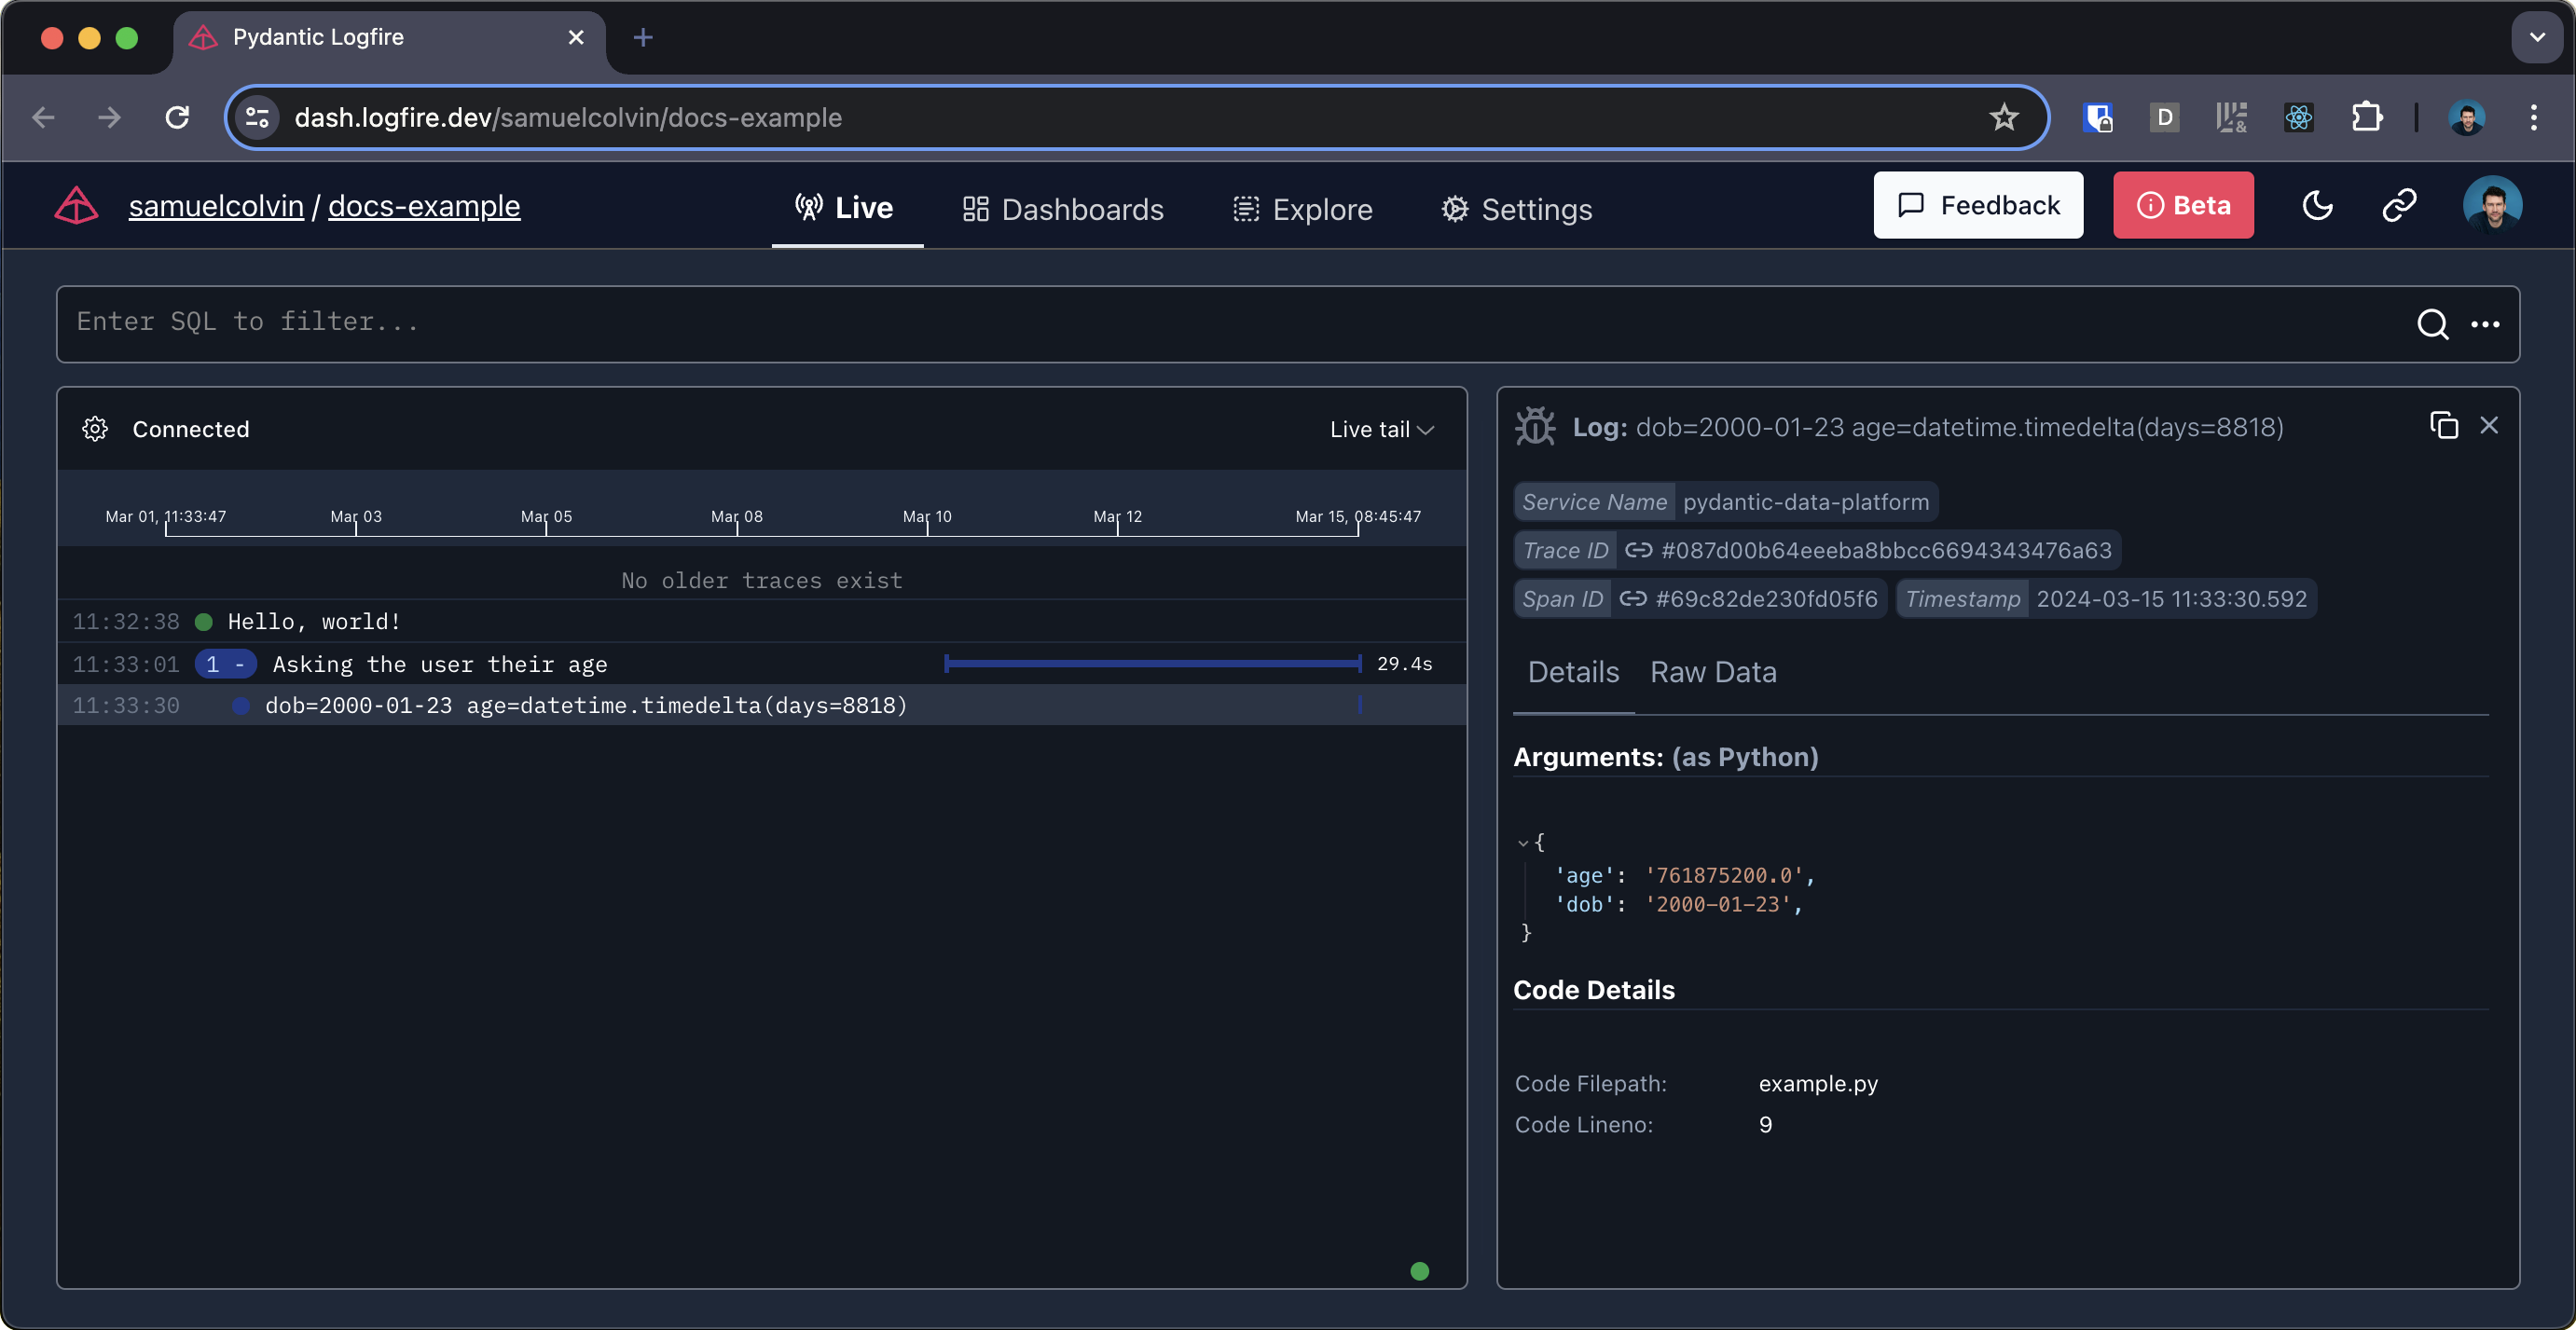 Pydantic Logfire
dash.logfire.dev/samuelcolvin/docs-example
D
&
samuelcolvin / docs-example
Live
Dashboards
Explore
Settings
Feedback
Beta
Enter SQL to filter...
Connected
Live tail
Mar 01, 11:33:47 Mar 03 Mar 05 Mar 08 Mar 10 Mar 12 Mar 15, 08:45:47
No older traces exist
11:32:38 Hello, world!
11:33:01 1 - Asking the user their age 29.4s
11:33:30 dob=2000-01-23 age=datetime.timedelta(days=8818)
Log: dob=2000-01-23 age=datetime.timedelta(days=8818)
Service Name pydantic-data-platform
Trace ID #087d00b64eeeba8bbcc6694343476a63
Span ID #69c82de230fd05f6 Timestamp 2024-03-15 11:33:30.592
Details Raw Data
Arguments: (as Python)
{
'age': '761875200.0',
'dob': '2000-01-23',
}
Code Details
Code Filepath: example.py
Code Lineno: 9